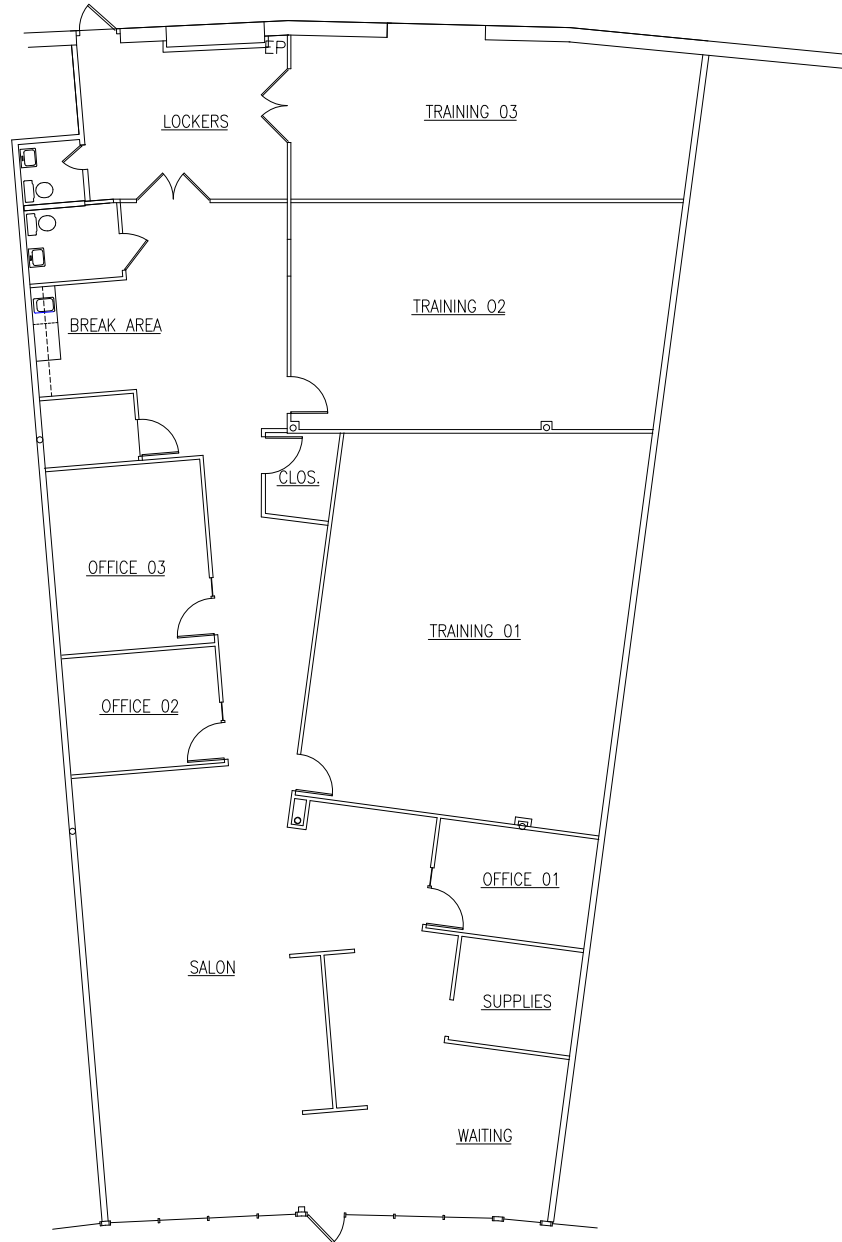 EP
LOCKERS
TRAINING 03
TRAINING 02
BREAK AREA
CLOS.
OFFICE 03
TRAINING 01
OFFICE 02
OFFICE 01
SALON
SUPPLIES
WAITING